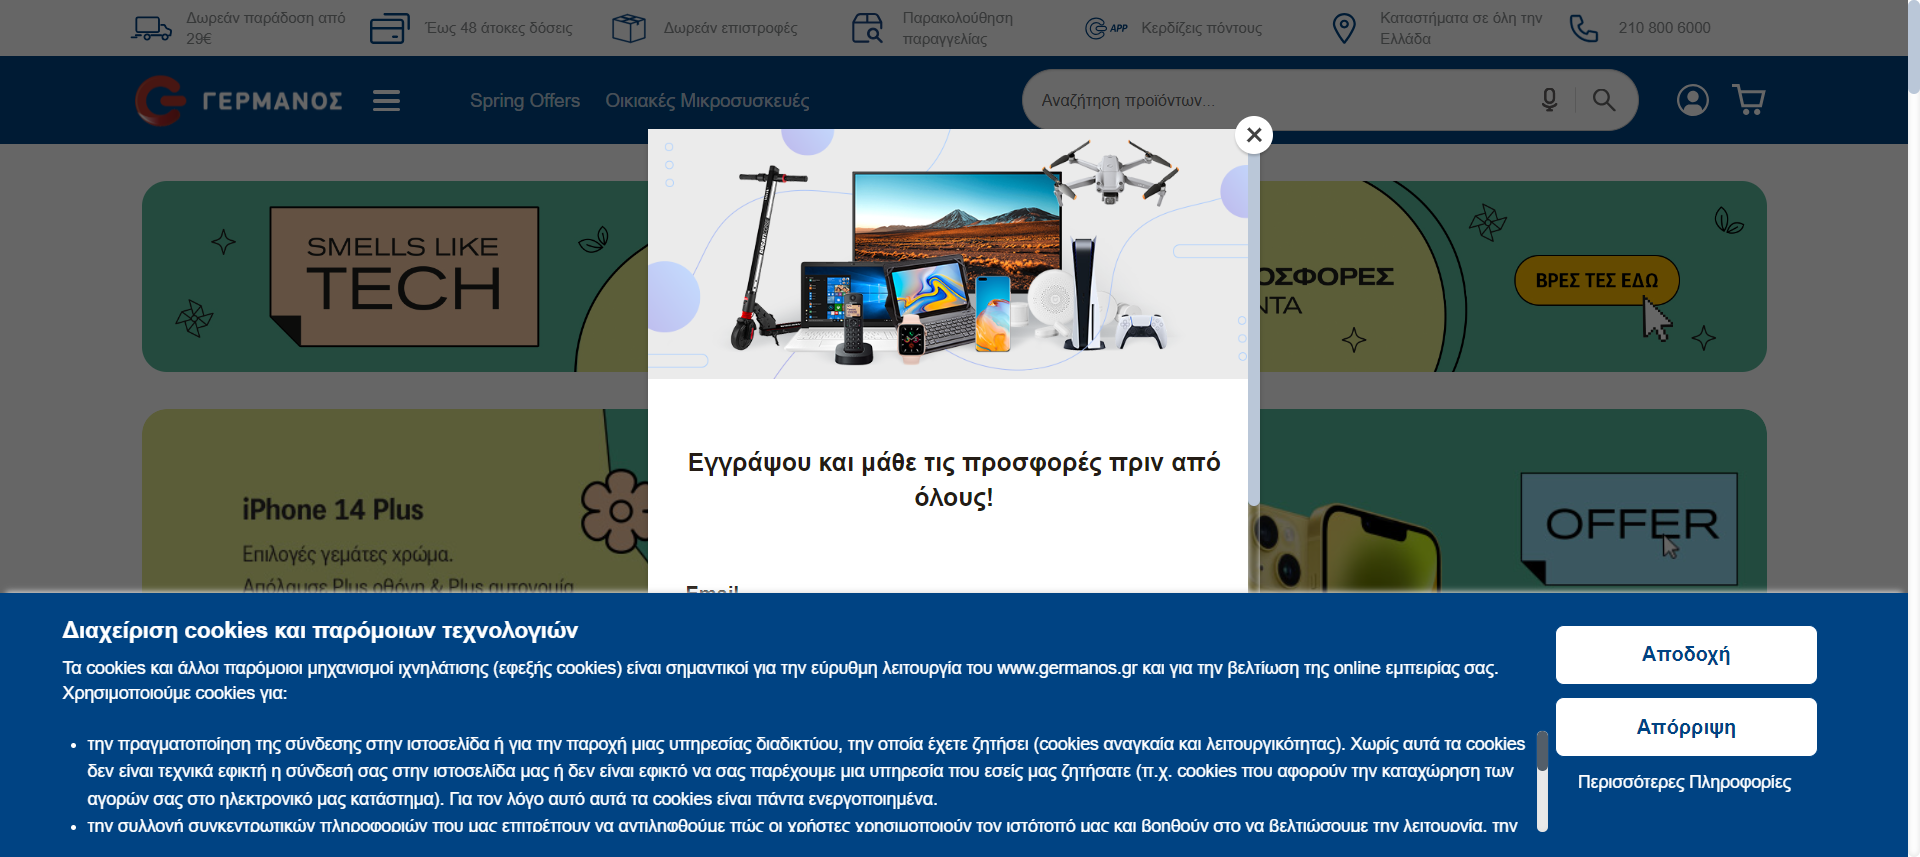 Δωρεάν παράδοση από
29€
Έως 48 άτοκες δόσεις
Δωρεάν επιστροφές
Παρακολούθηση
παραγγελίας
APP
Κερδίζεις πόντους
Καταστήματα σε όλη την
Ελλάδα
210 800 6000
ΓΕΡΜΑΝΟΣ
Spring Offers
Οικιακές Μικροσυσκευές
Αναζήτηση προϊόντων...
SMELLS LIKE
TECH
ΟΣΦΟΡΕΣ
ΝΤΑ
ΒΡΕΣ ΤΕΣ ΕΔΩ
Εγγράψου και μάθε τις προσφορές πριν από
όλους!
Email
iPhone 14 Plus
Επιλογές γεμάτες χρώμα.
Απόλαυσε Plus οθόνη & Plus αυτονομία
OFFER
Διαχείριση cookies και παρόμοιων τεχνολογιών
Τα cookies και άλλοι παρόμοιοι μηχανισμοί ιχνηλάτισης (εφεξής cookies) είναι σημαντικοί για την εύρυθμη λειτουργία του www.germanos.gr και για την βελτίωση της online εμπειρίας σας.
Χρησιμοποιούμε cookies για:
• την πραγματοποίηση της σύνδεσης στην ιστοσελίδα ή για την παροχή μιας υπηρεσίας διαδικτύου, την οποία έχετε ζητήσει (cookies αναγκαία και λειτουργικότητας). Χωρίς αυτά τα cookies
δεν είναι τεχνικά εφικτή η σύνδεσή σας στην ιστοσελίδα μας ή δεν είναι εφικτό να σας παρέχουμε μια υπηρεσία που εσείς μας ζητήσατε (π.χ. cookies που αφορούν την καταχώρηση των
αγορών σας στο ηλεκτρονικό μας κατάστημα). Για τον λόγο αυτό αυτά τα cookies είναι πάντα ενεργοποιημένα.
• την συλλογή συγκεντρωτικών πληροφοριών που μας επιτρέπουν να αντιληφθούμε πώς οι χρήστες χρησιμοποιούν τον ιστότοπό μας και βοηθούν στο να βελτιώσουμε την λειτουργία, την
Αποδοχή
Απόρριψη
Περισσότερες Πληροφορίες